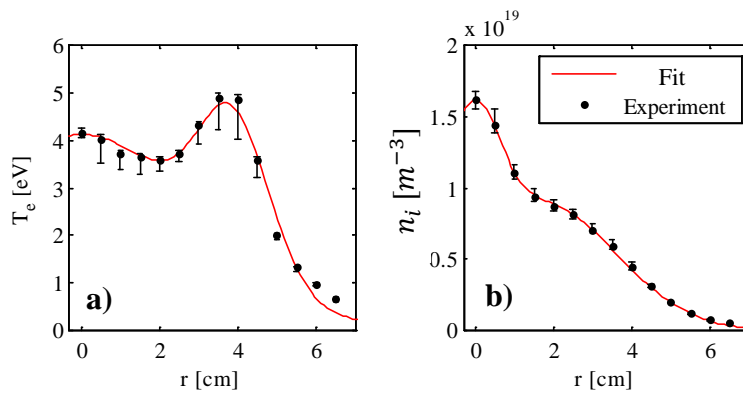 x 10^19
6
5
4
3
2
1
0
T_e [eV]
a)
0 2 4 6
r [cm]
2
1.5
1
0.5
0
n_i [m^{-3}]
Fit
Experiment
b)
0 2 4 6
r [cm]